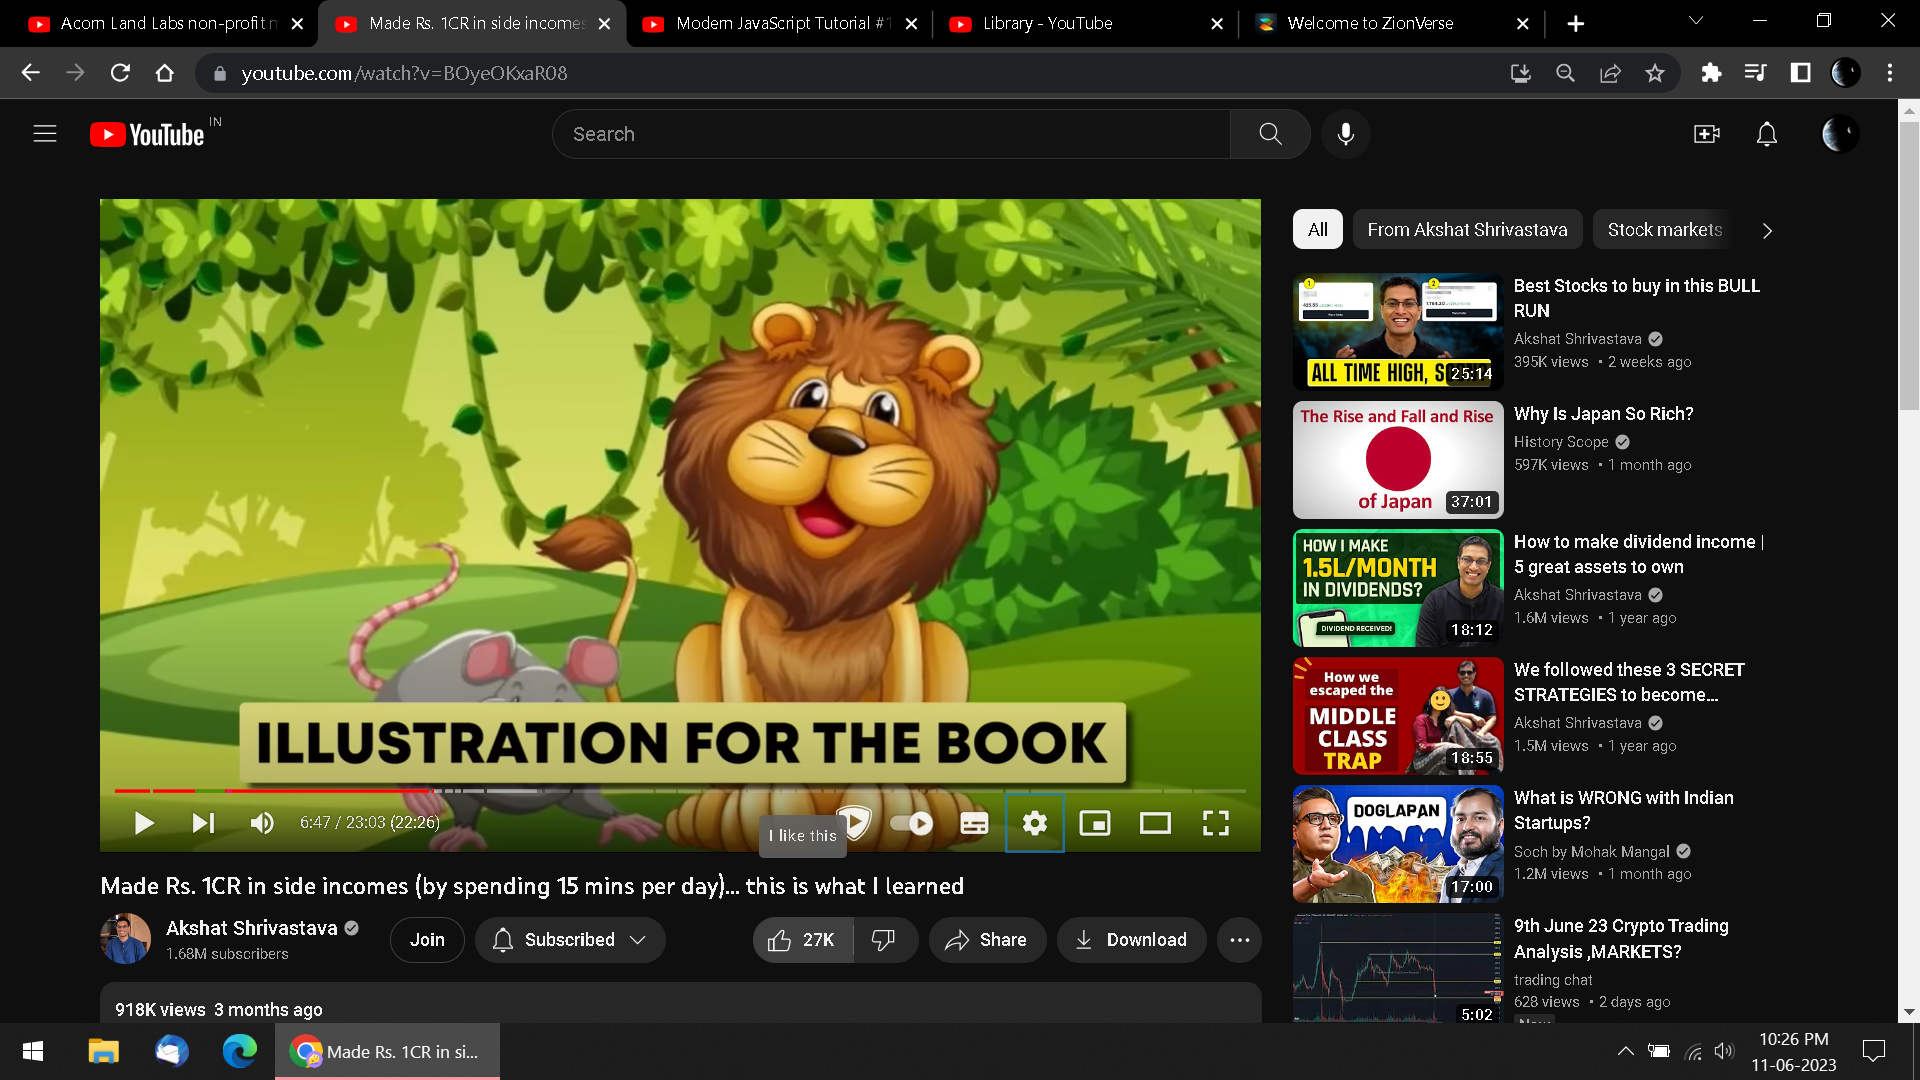 Acorn Land Labs non-profit
Made Rs. 1CR in side incomes
Modern JavaScript Tutorial #1
Library - YouTube
Welcome to ZionVerse
youtube.com/watch?v=BOyeOKxaR08
YouTube IN
Search
All
From Akshat Shrivastava
Stock markets
ILLUSTRATION FOR THE BOOK
6:47 / 23:03 (22:26)
I like this
Made Rs. 1CR in side incomes (by spending 15 mins per day)... this is what I learned
Akshat Shrivastava
1.68M subscribers
Join
Subscribed
27K
Share
Download
918K views 3 months ago
ALL TIME HIGH,
25:14
Best Stocks to buy in this BULL
RUN
Akshat Shrivastava
395K views • 2 weeks ago
The Rise and Fall and Rise
of Japan
37:01
Why Is Japan So Rich?
History Scope
597K views • 1 month ago
HOW I MAKE
1.5L/MONTH
IN DIVIDENDS?
DIVIDEND RECEIVED!
18:12
How to make dividend income |
5 great assets to own
Akshat Shrivastava
1.6M views • 1 year ago
How we
escaped the
MIDDLE
CLASS
TRAP
18:55
We followed these 3 SECRET
STRATEGIES to become...
Akshat Shrivastava
1.5M views • 1 year ago
DOGLAPAN
17:00
What is WRONG with Indian
Startups?
Soch by Mohak Mangal
1.2M views • 1 month ago
5:02
9th June 23 Crypto Trading
Analysis ,MARKETS?
trading chat
628 views • 2 days ago
New
Made Rs. 1CR in si...
10:26 PM
11-06-2023